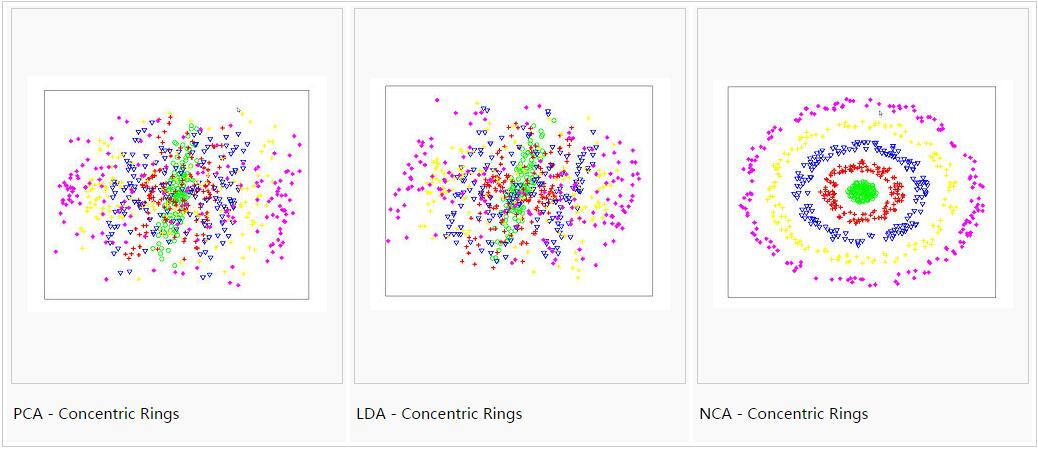 PCA - Concentric Rings
LDA - Concentric Rings
NCA - Concentric Rings